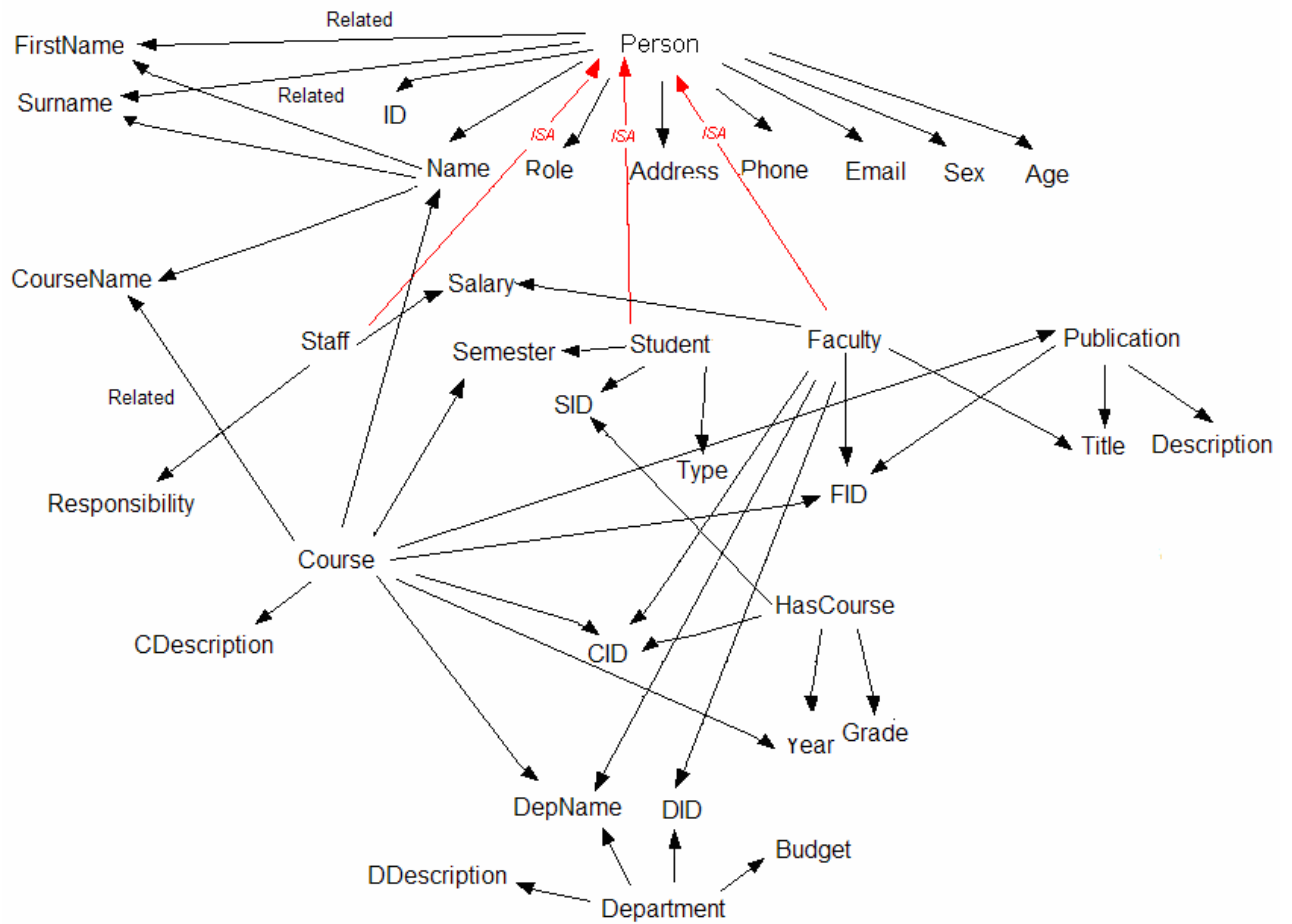 Related
FirstName
Person
Surname
Related
ID
ISA
ISA
ISA
Name
Role
Address
Phone
Email
Sex
Age
CourseName
Salary
Staff
Semester
Student
Faculty
Publication
Related
SID
Type
Title
Description
Responsibility
FID
Course
HasCourse
CDescription
CID
Year
Grade
DepName
DID
Budget
DDescription
Department